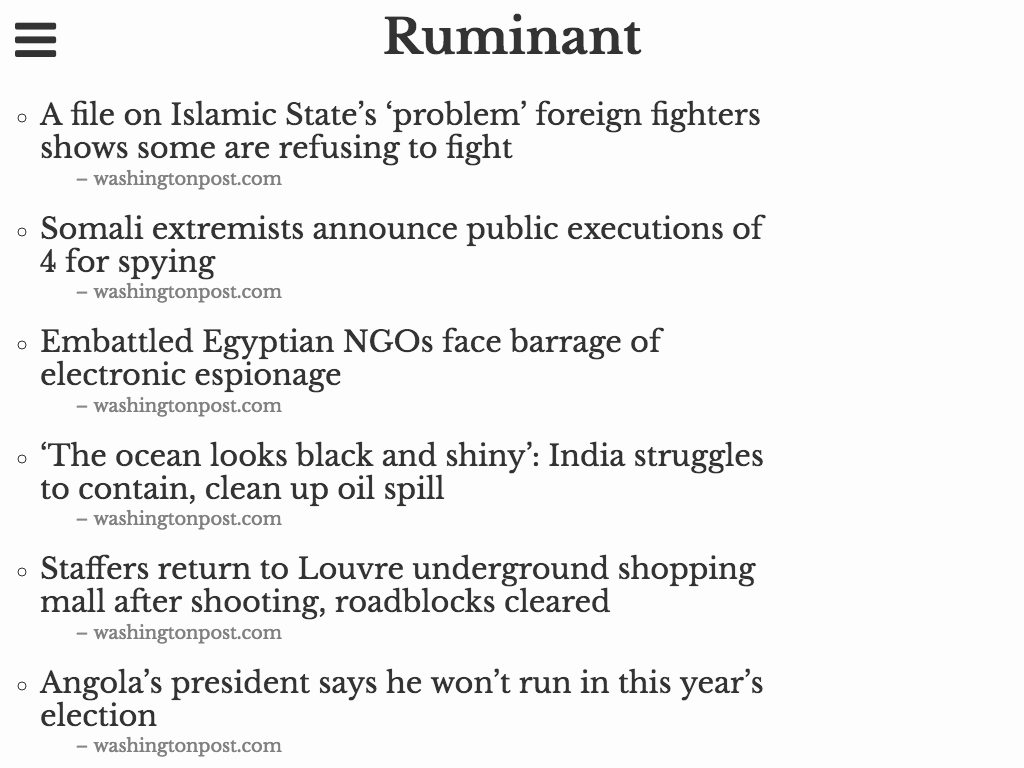 Ruminant
A file on Islamic State’s ‘problem’ foreign fighters
shows some are refusing to fight
– washingtonpost.com
Somali extremists announce public executions of
4 for spying
– washingtonpost.com
Embattled Egyptian NGOs face barrage of
electronic espionage
– washingtonpost.com
‘The ocean looks black and shiny’: India struggles
to contain, clean up oil spill
– washingtonpost.com
Staffers return to Louvre underground shopping
mall after shooting, roadblocks cleared
– washingtonpost.com
Angola’s president says he won’t run in this year’s
election
– washingtonpost.com